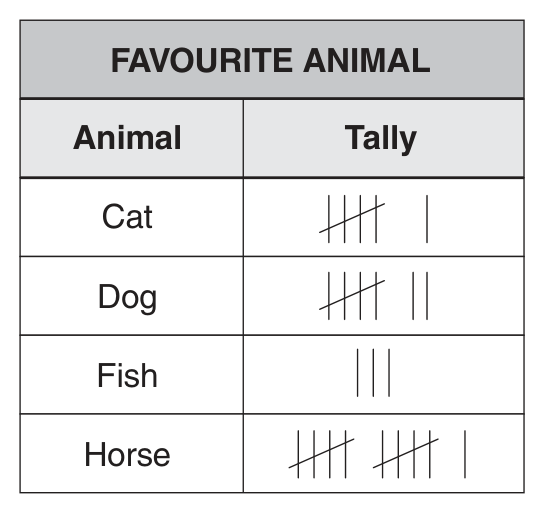 FAVOURITE ANIMAL
Animal Tally
Cat
Dog
Fish
Horse